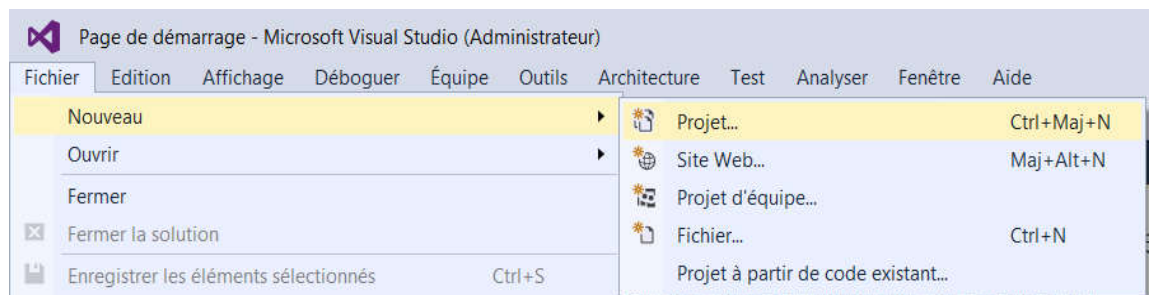 Page de démarrage - Microsoft Visual Studio (Administrateur)
Fichier Edition Affichage Déboguer Équipe Outils Architecture Test Analyser Fenêtre Aide
Nouveau
Ouvrir
Fermer
Fermer la solution
Enregistrer les éléments sélectionnés Ctrl+S
Projet... Ctrl+Maj+N
Site Web... Maj+Alt+N
Projet d'équipe...
Fichier... Ctrl+N
Projet à partir de code existant...